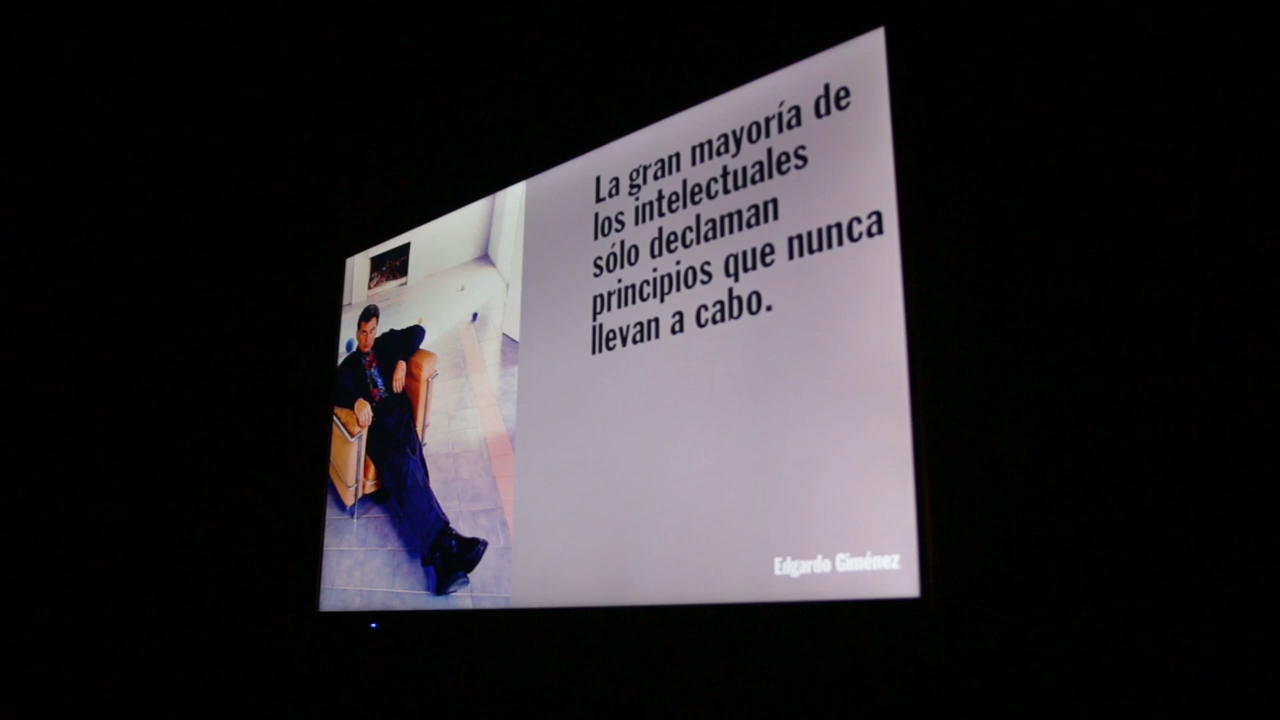 La gran mayoría de
los intelectuales
sólo declaman
principios que nunca
llevan a cabo.
Edgardo Giménez